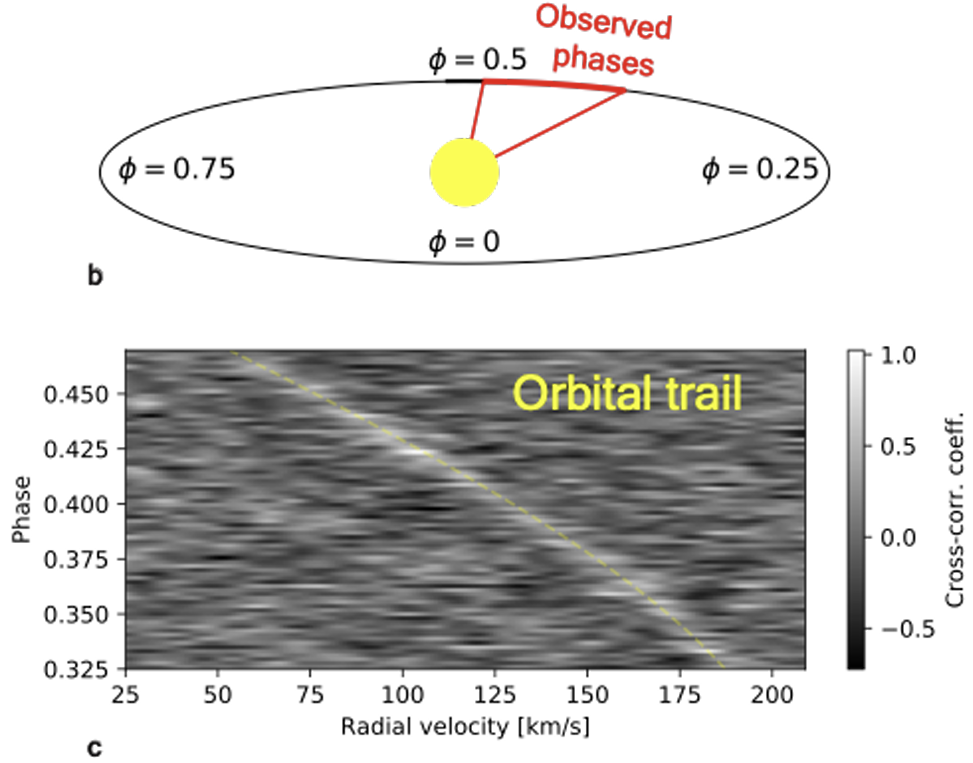 Observed
phases
ϕ = 0.5
ϕ = 0.75
ϕ = 0.25
ϕ = 0
b
Orbital trail
0.450
0.425
0.400
0.375
0.350
0.325
Phase
25 50 75 100 125 150 175 200
Radial velocity [km/s]
1.0
0.5
0.0
−0.5
Cross-corr. coeff.
c